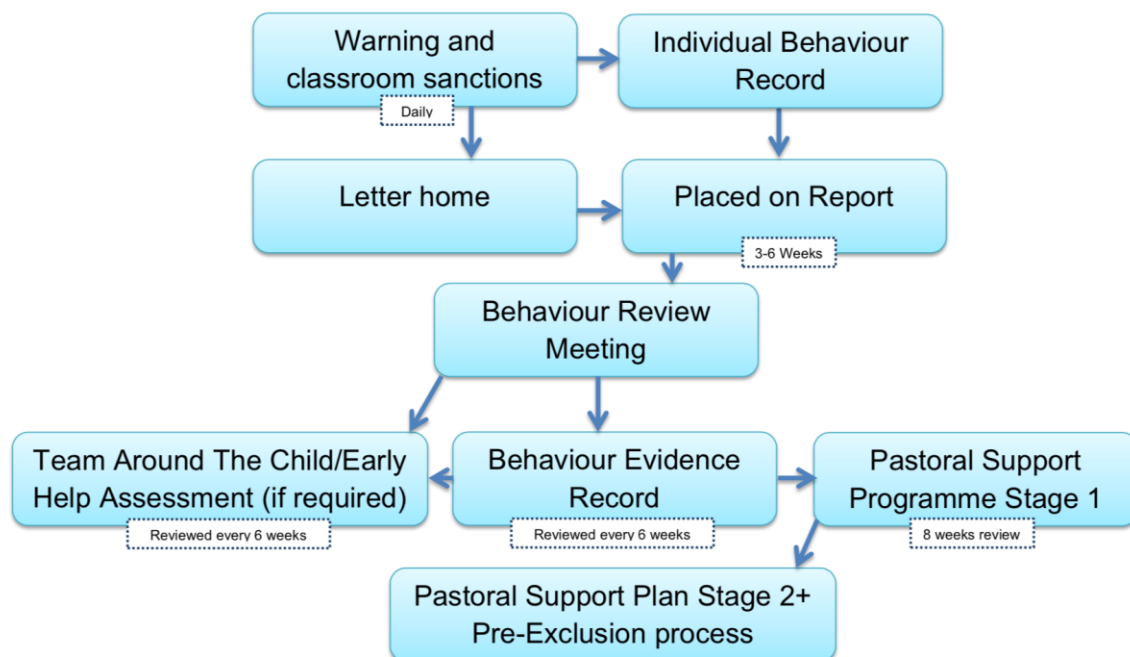 Warning and
classroom sanctions
Daily
Individual Behaviour
Record
Letter home
Placed on Report
3-6 Weeks
Behaviour Review
Meeting
Team Around The Child/Early
Help Assessment (if required)
Reviewed every 6 weeks
Behaviour Evidence
Record
Reviewed every 6 weeks
Pastoral Support
Programme Stage 1
8 weeks review
Pastoral Support Plan Stage 2+
Pre-Exclusion process